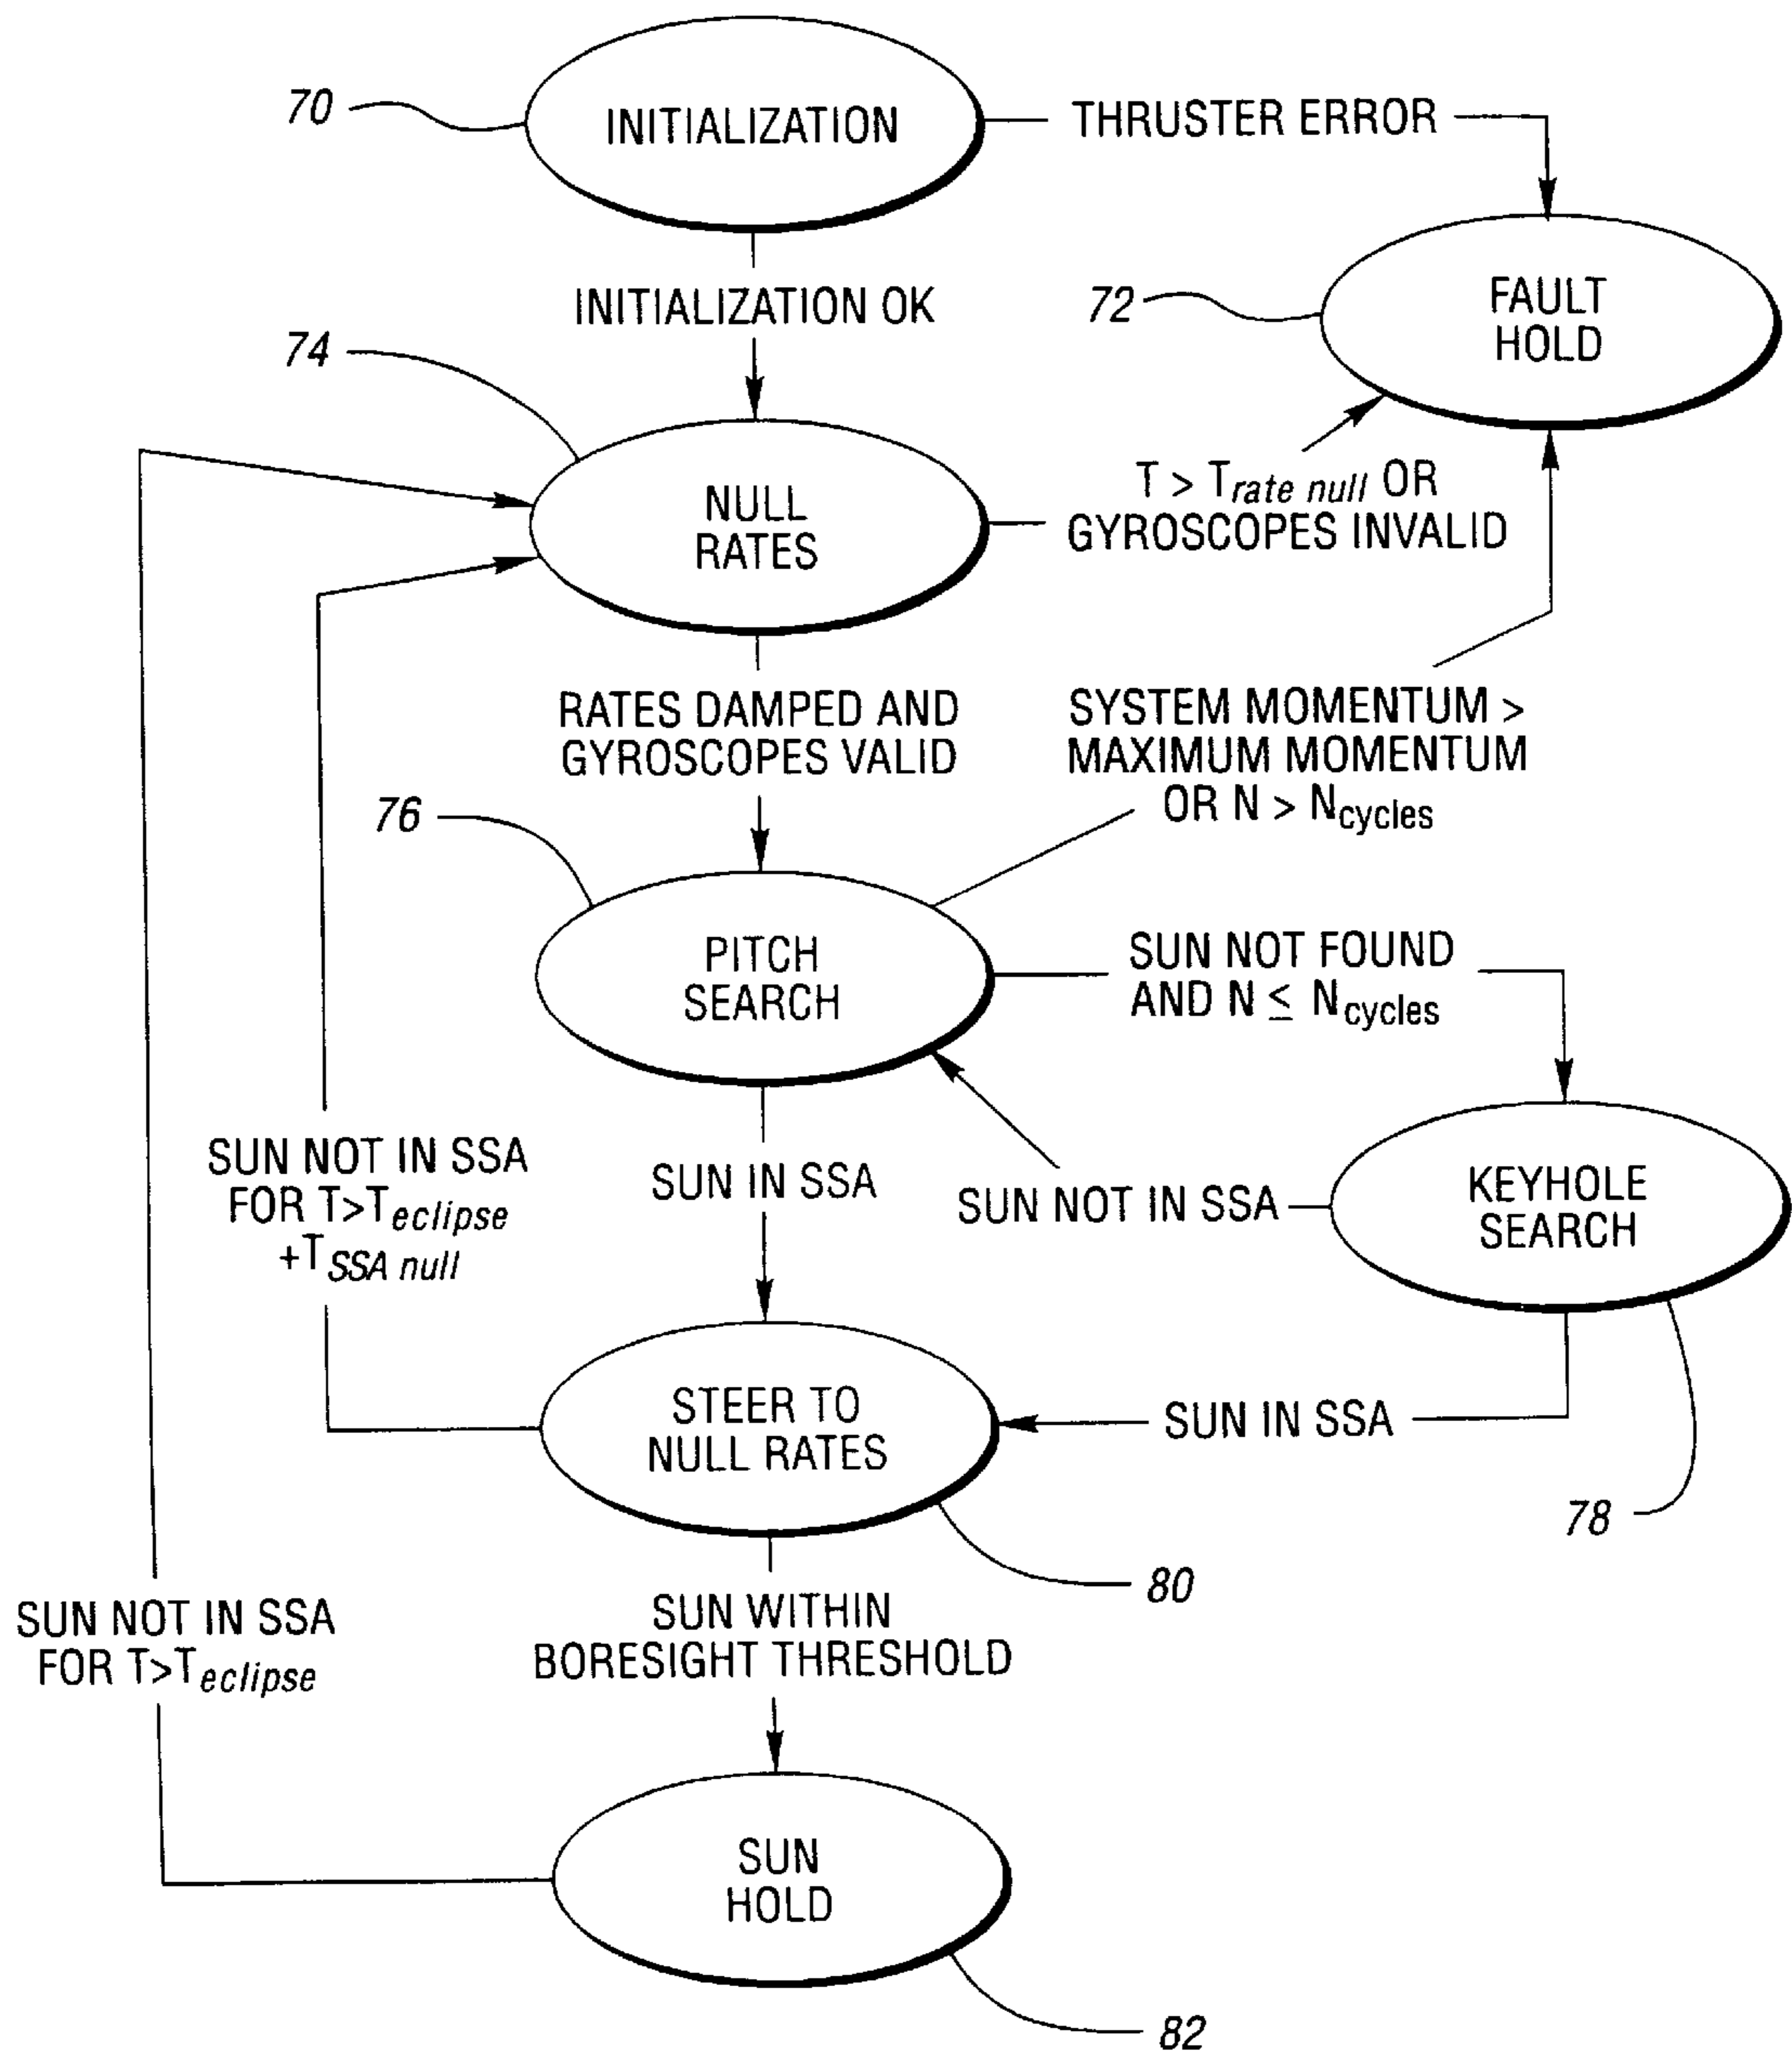 70
INITIALIZATION
THRUSTER ERROR
INITIALIZATION OK
72
FAULT
HOLD
74
NULL
RATES
T > Trate null OR
GYROSCOPES INVALID
RATES DAMPED AND
GYROSCOPES VALID
SYSTEM MOMENTUM >
MAXIMUM MOMENTUM
OR N > Ncycles
76
PITCH
SEARCH
SUN NOT FOUND
AND N ≤ Ncycles
SUN NOT IN SSA
FOR T>Teclipse
+TSSA null
SUN IN SSA
SUN NOT IN SSA
KEYHOLE
SEARCH
STEER TO
NULL RATES
SUN IN SSA
78
80
SUN NOT IN SSA
FOR T>Teclipse
SUN WITHIN
BORESIGHT THRESHOLD
SUN
HOLD
82